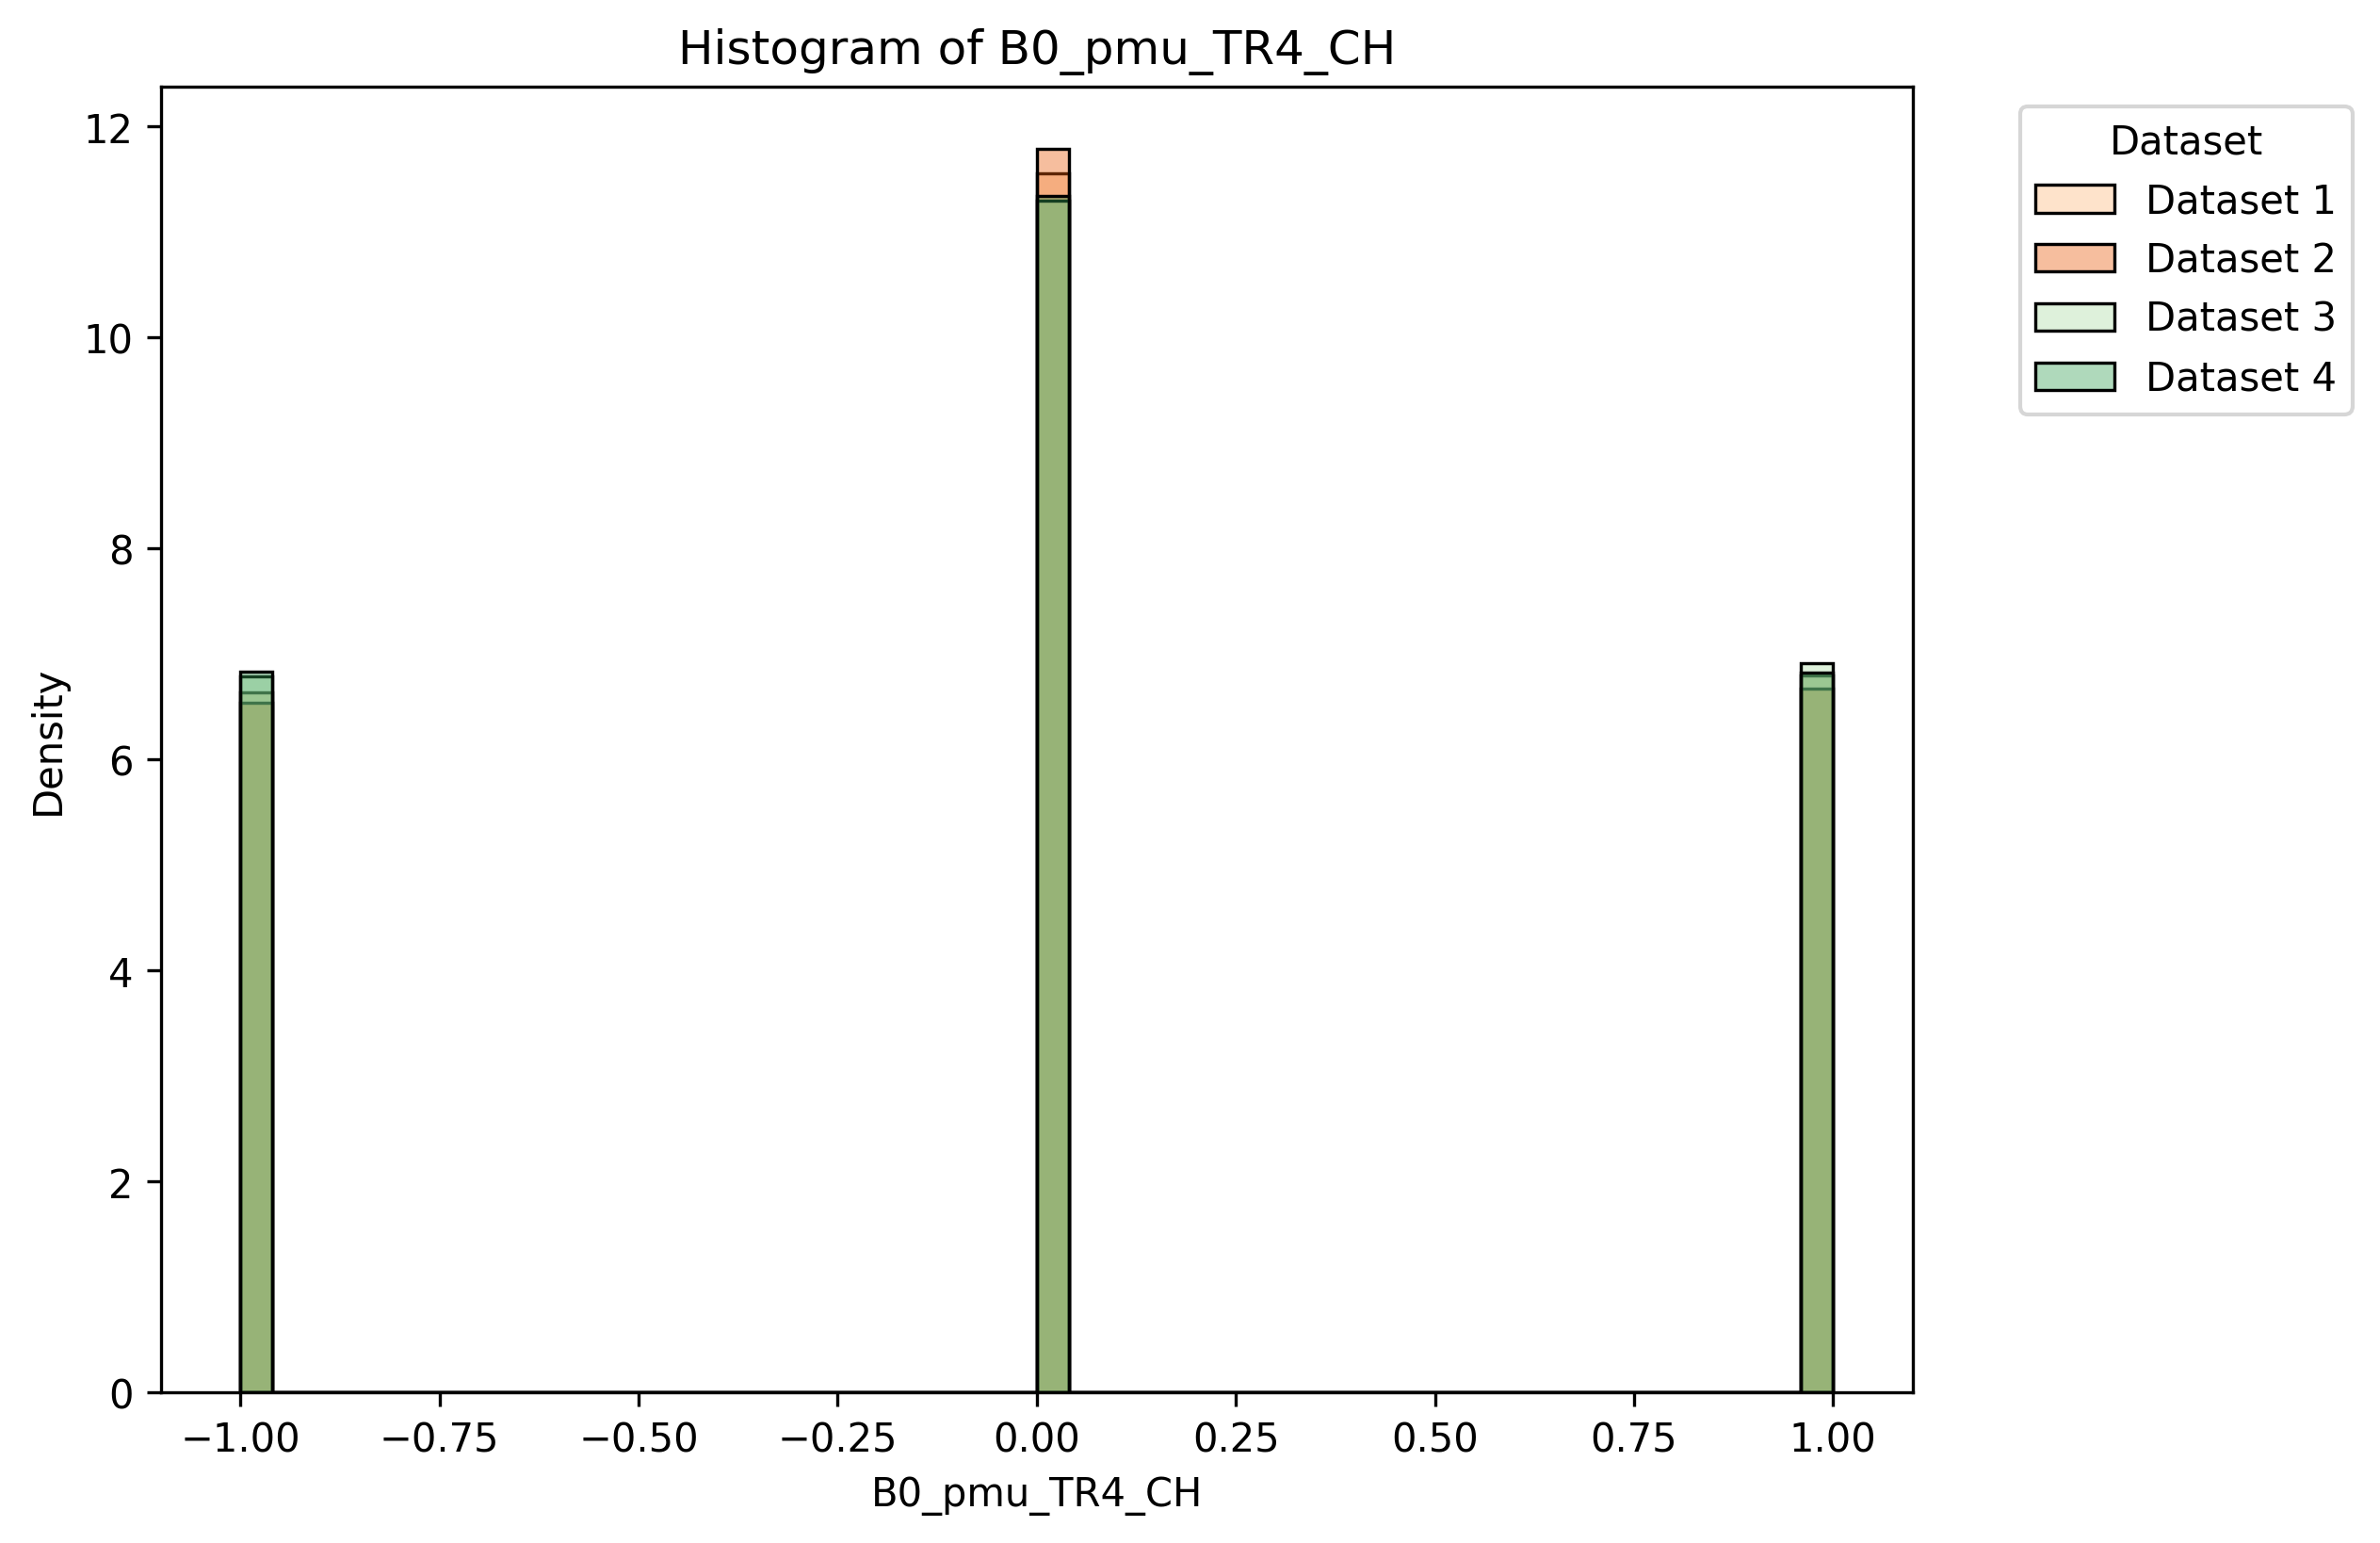 Histogram of B0_pmu_TR4_CH
12
10
8
6
4
2
0
Density
−1.00 −0.75 −0.50 −0.25 0.00 0.25 0.50 0.75 1.00
B0_pmu_TR4_CH
Dataset
Dataset 1
Dataset 2
Dataset 3
Dataset 4